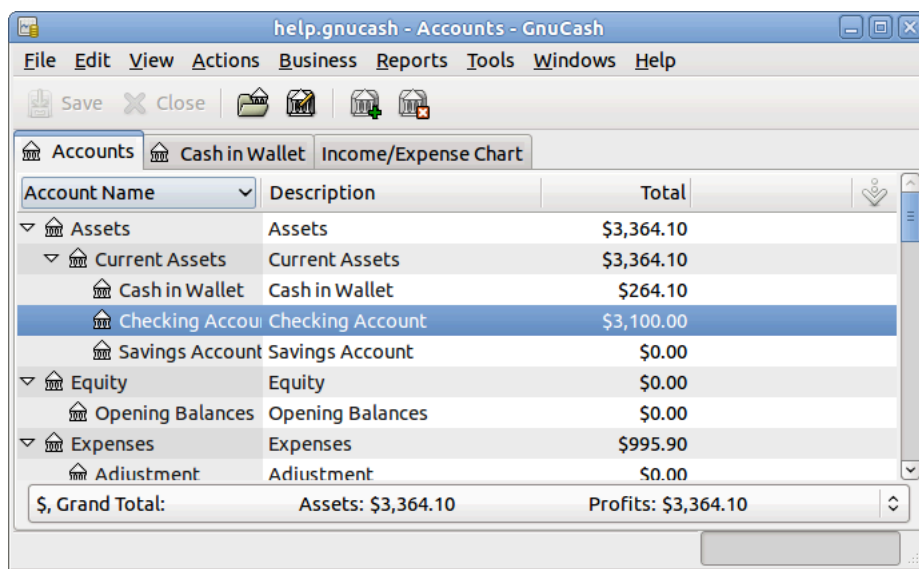 help.gnucash - Accounts - GnuCash
File Edit View Actions Business Reports Tools Windows Help
Save Close
Accounts Cash in Wallet Income/Expense Chart
Account Name Description Total
Assets Assets $3,364.10
Current Assets Current Assets $3,364.10
Cash in Wallet Cash in Wallet $264.10
Checking Accou Checking Account $3,100.00
Savings Account Savings Account $0.00
Equity Equity $0.00
Opening Balances Opening Balances $0.00
Expenses Expenses $995.90
Adjustment Adjustment $0.00
$, Grand Total: Assets: $3,364.10 Profits: $3,364.10